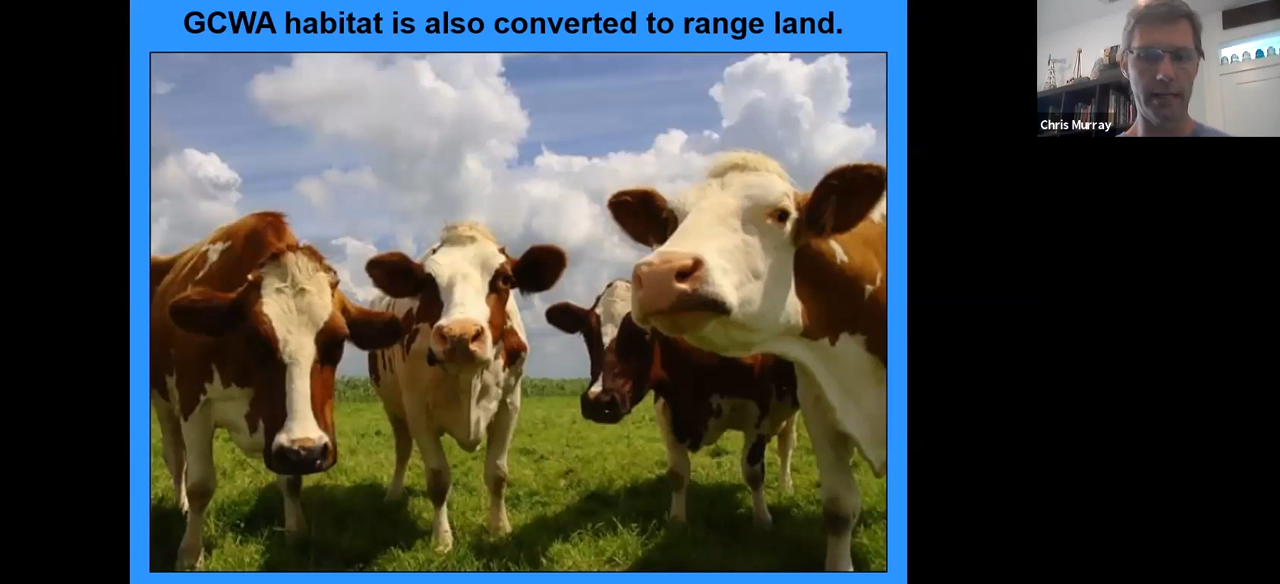 GCWA habitat is also converted to range land.
Chris Murray